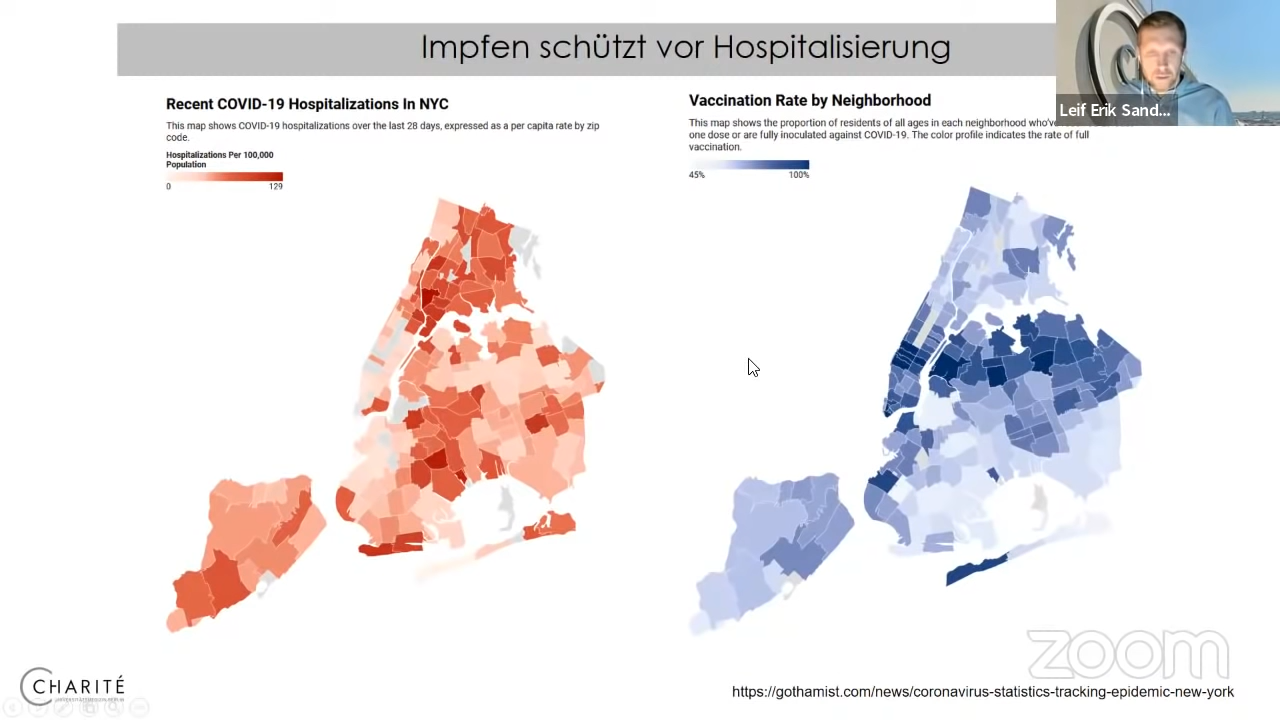 Impfen schützt vor Hospitalisierung
Leif Erik Sand...
Recent COVID-19 Hospitalizations In NYC
This map shows COVID-19 hospitalizations over the last 28 days, expressed as a per capita rate by zip
code.
Hospitalizations Per 100,000
Population
0 129
Vaccination Rate by Neighborhood
This map shows the proportion of residents of all ages in each neighborhood who've
one dose or are fully inoculated against COVID-19. The color profile indicates the rate of full
vaccination.
45% 100%
zoom
CHARITÉ
UNIVERSITÄTSMEDIZIN BERLIN
https://gothamist.com/news/coronavirus-statistics-tracking-epidemic-new-york